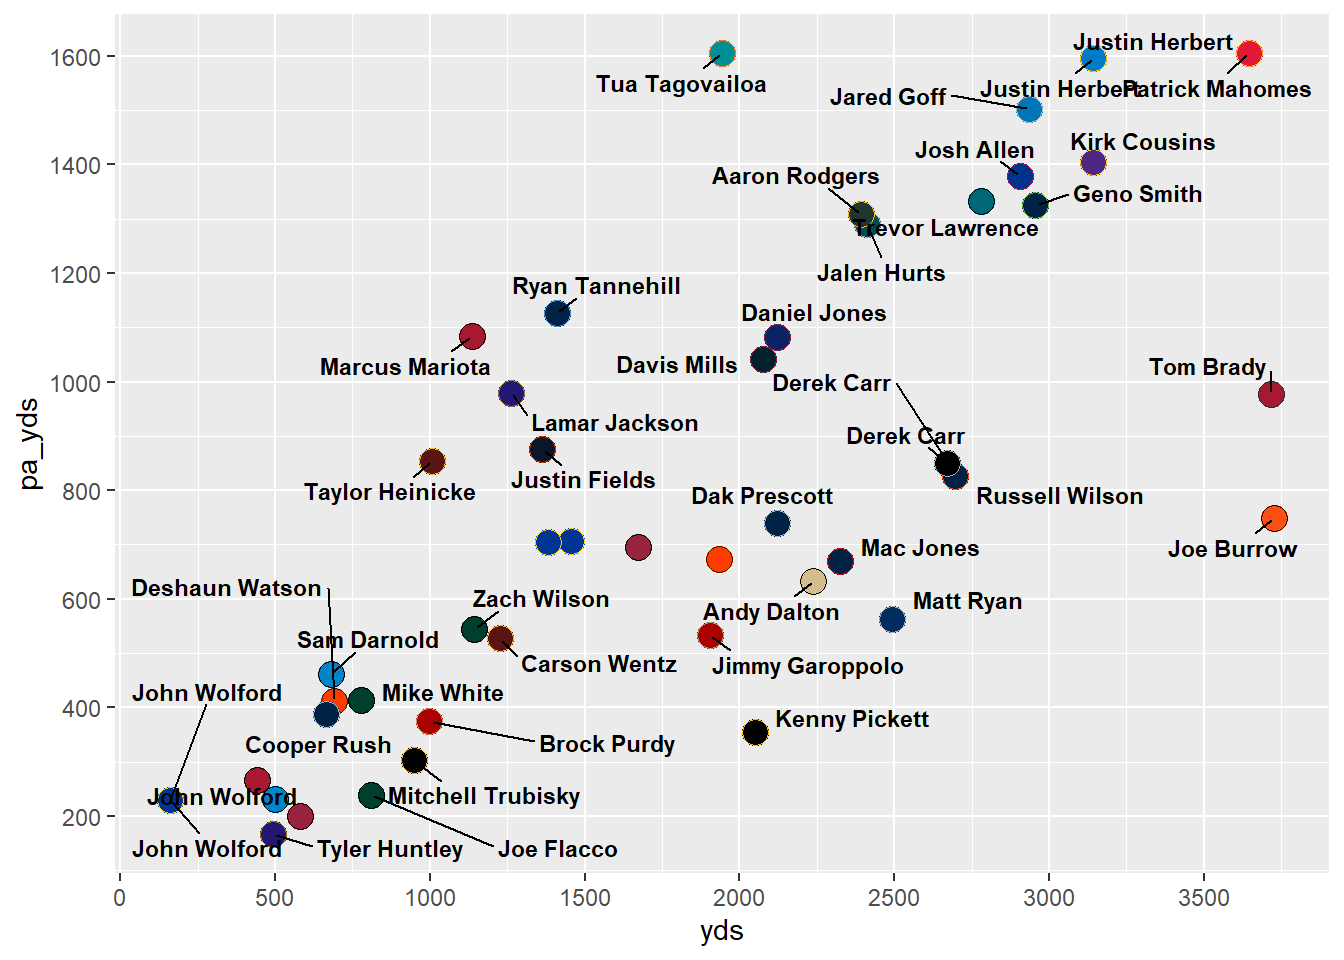 Justin Herbert
Tua Tagovailoa
Justin Herbert
Patrick Mahomes
Jared Goff
Kirk Cousins
Josh Allen
Aaron Rodgers
Geno Smith
Trevor Lawrence
Jalen Hurts
Ryan Tannehill
Daniel Jones
Marcus Mariota
Davis Mills
Tom Brady
Derek Carr
Lamar Jackson
Derek Carr
Justin Fields
Taylor Heinicke
Dak Prescott
Russell Wilson
Mac Jones
Joe Burrow
Deshaun Watson
Zach Wilson
Andy Dalton
Matt Ryan
Sam Darnold
Carson Wentz
Jimmy Garoppolo
John Wolford
Mike White
Kenny Pickett
Cooper Rush
Brock Purdy
John Wolford
Mitchell Trubisky
John Wolford
Tyler Huntley
Joe Flacco
1600
1400
1200
1000
800
600
400
200
pa_yds
0
500
1000
1500
2000
2500
3000
3500
yds